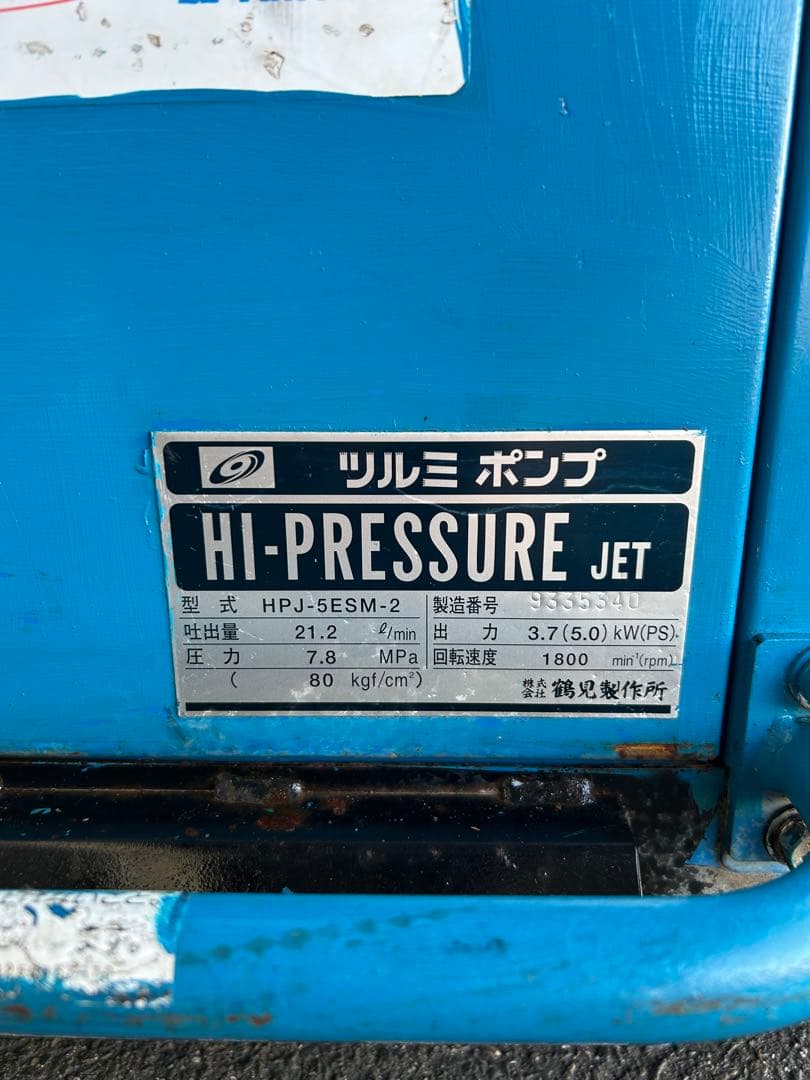 ツルミ ポンプ
HI-PRESSURE JET
型式 HPJ-5ESM-2 製造番号 9335340
吐出量 21.2 ℓ/min 出力 3.7(5.0) kW(PS)
圧力 7.8 MPa 回転速度 1800 min⁻¹(rpm)
( 80 kgf/cm²) 株式会社 鶴見製作所